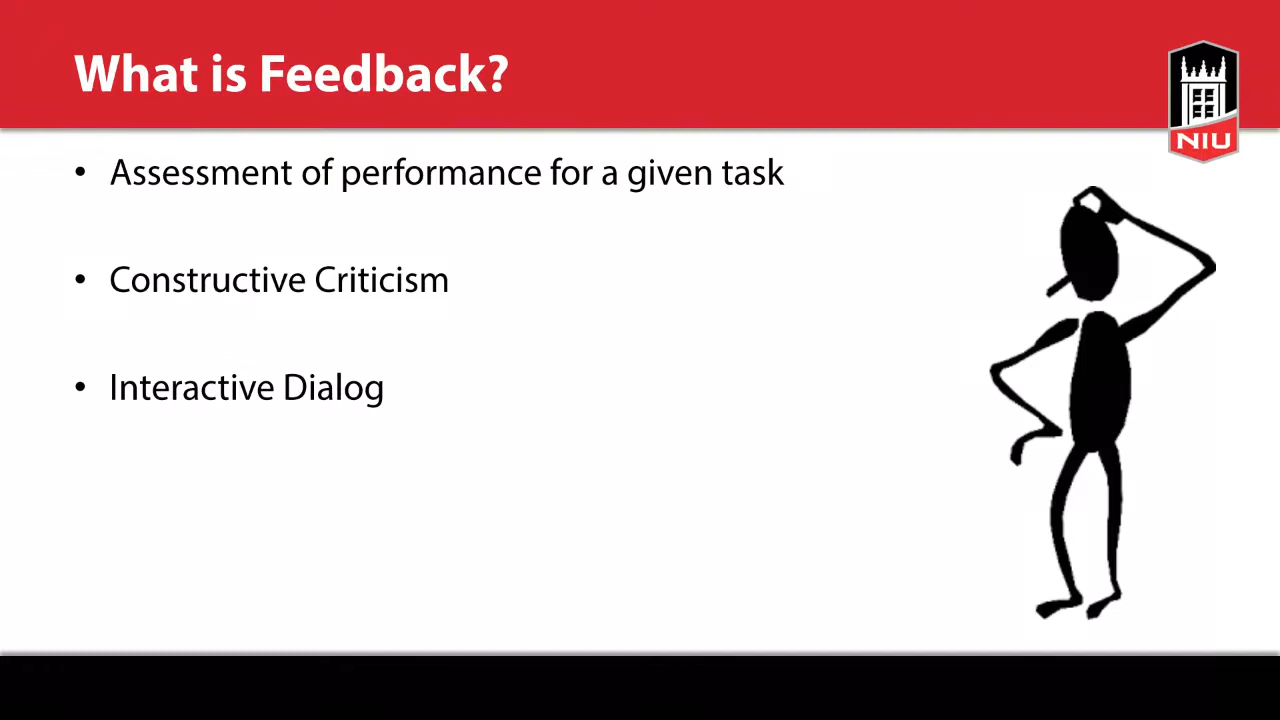 What is Feedback?
NIU
• Assessment of performance for a given task
• Constructive Criticism
• Interactive Dialog